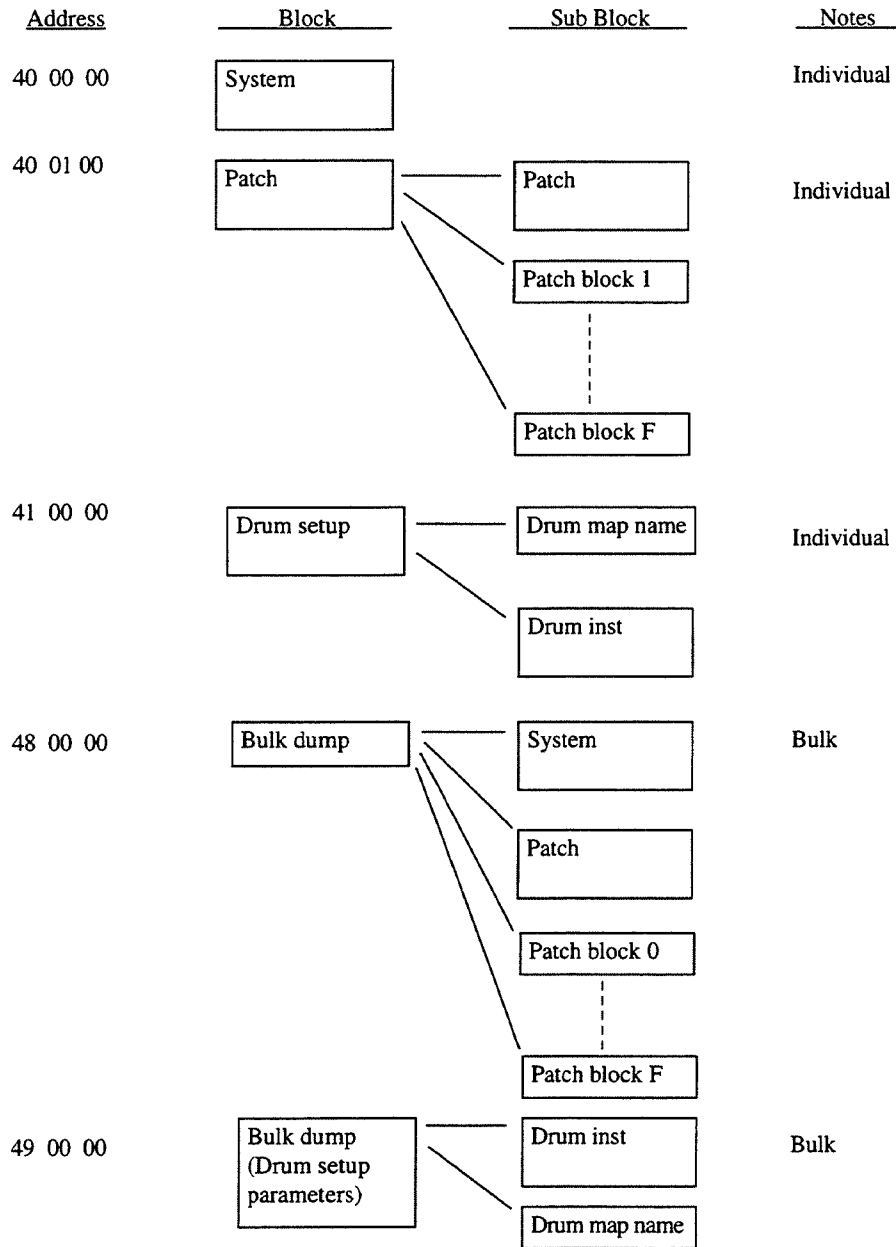 Address Block Sub Block Notes
40 00 00 System Individual
40 01 00 Patch Patch Individual
Patch block 1
Patch block F
41 00 00 Drum setup Drum map name Individual
Drum inst
48 00 00 Bulk dump System Bulk
Patch
Patch block 0
Patch block F
49 00 00 Bulk dump Drum inst Bulk
(Drum setup
parameters)
Drum map name